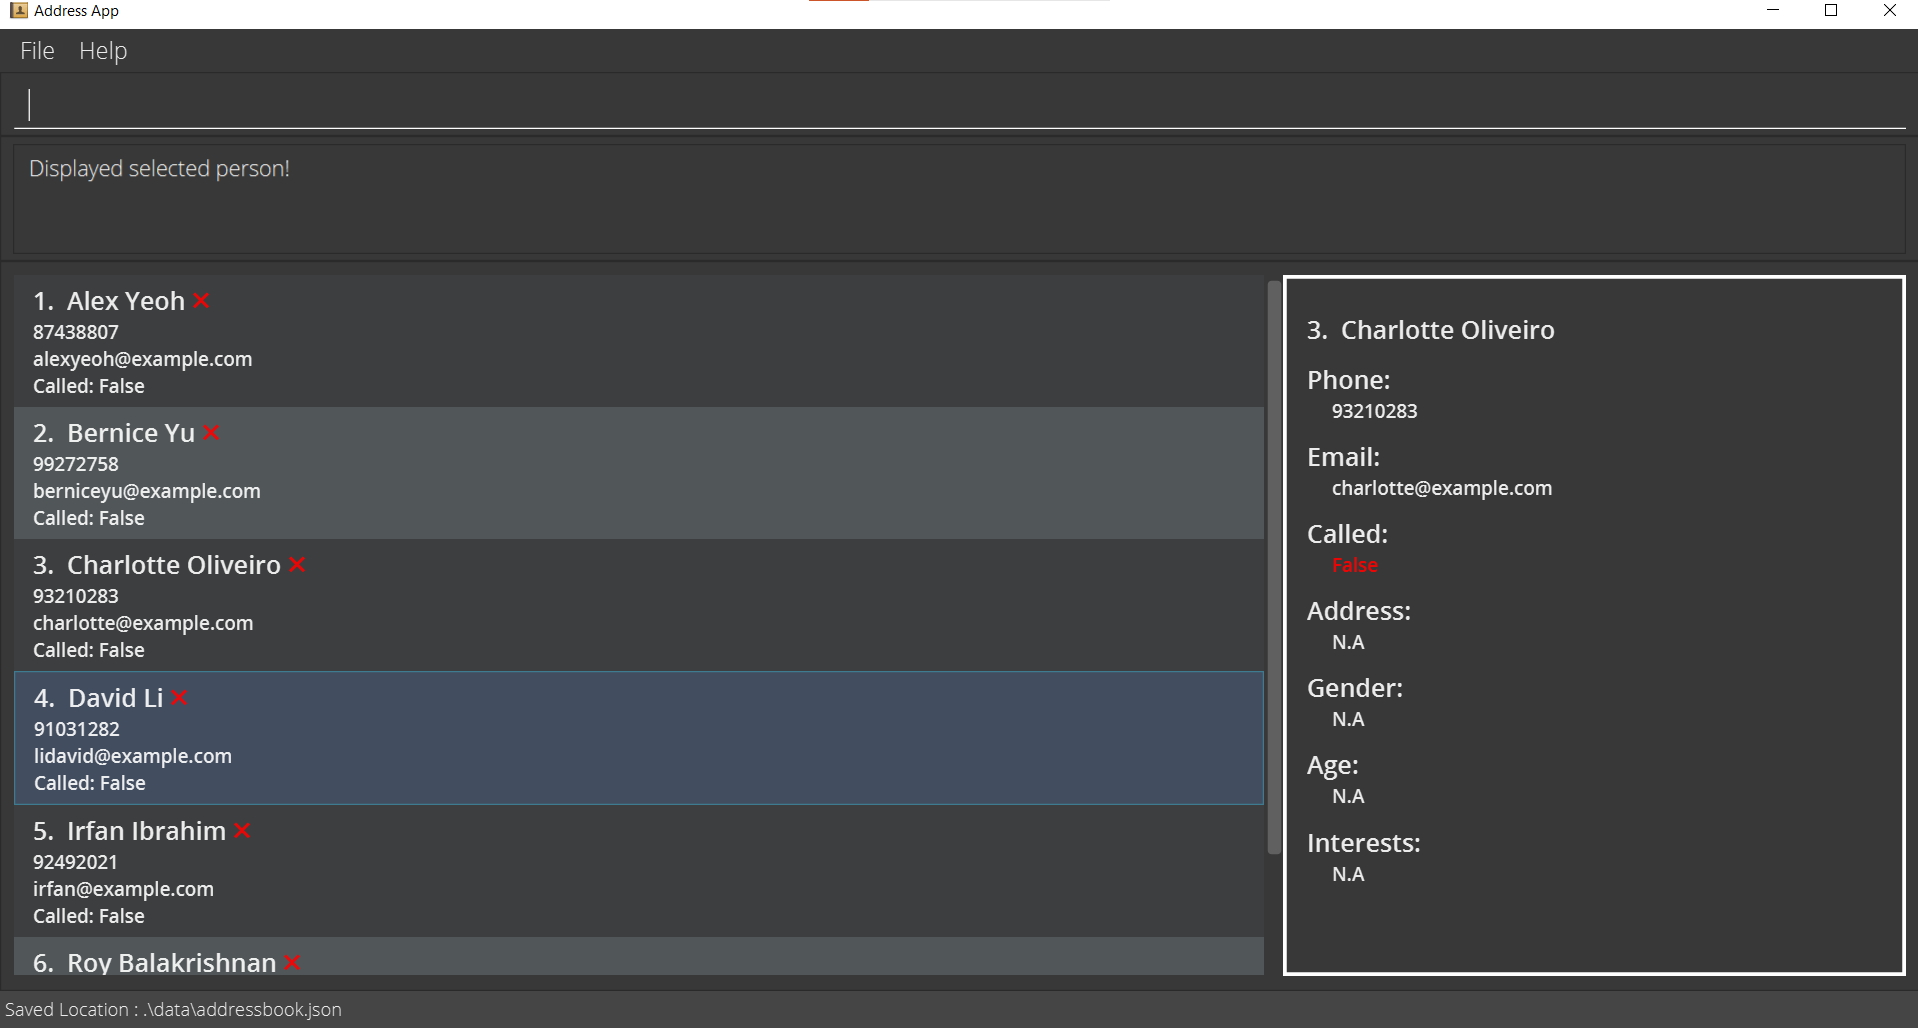 Address App
File Help
Displayed selected person!
1. Alex Yeoh ✕
87438807
alexyeoh@example.com
Called: False
2. Bernice Yu ✕
99272758
berniceyu@example.com
Called: False
3. Charlotte Oliveiro ✕
93210283
charlotte@example.com
Called: False
4. David Li ✕
91031282
lidavid@example.com
Called: False
5. Irfan Ibrahim ✕
92492021
irfan@example.com
Called: False
6. Roy Balakrishnan ✕
3. Charlotte Oliveiro
Phone:
93210283
Email:
charlotte@example.com
Called:
False
Address:
N.A
Gender:
N.A
Age:
N.A
Interests:
N.A
Saved Location : .\data\addressbook.json